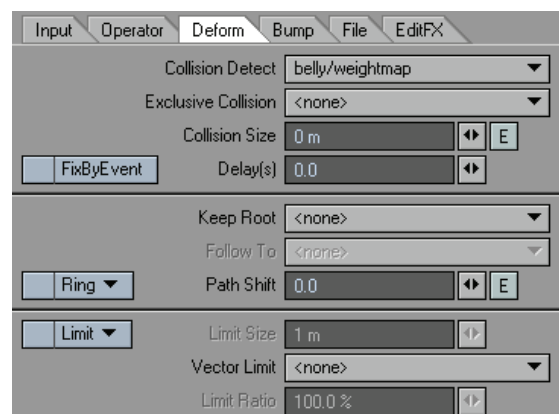 Input Operator Deform Bump File EditFX
Collision Detect belly/weightmap
Exclusive Collision <none>
Collision Size 0 m E
FixByEvent Delay(s) 0.0
Keep Root <none>
Follow To <none>
Ring Path Shift 0.0 E
Limit Limit Size 1 m
Vector Limit <none>
Limit Ratio 100.0 %